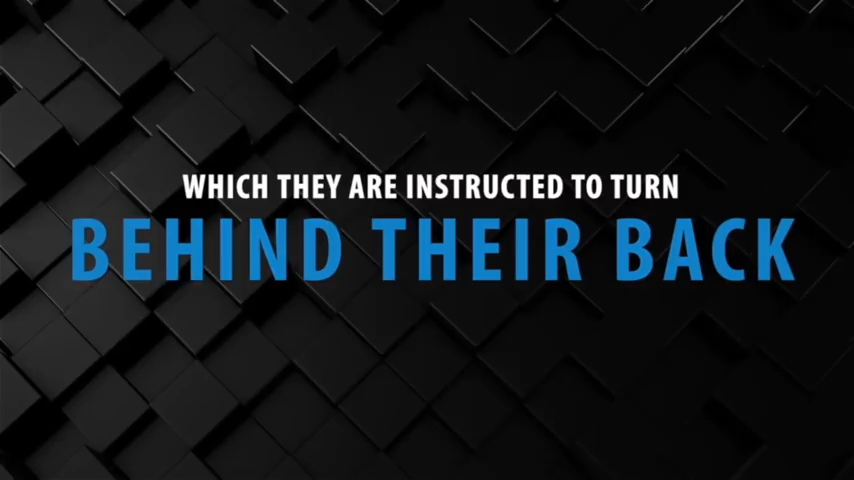 WHICH THEY ARE INSTRUCTED TO TURN
BEHIND THEIR BACK